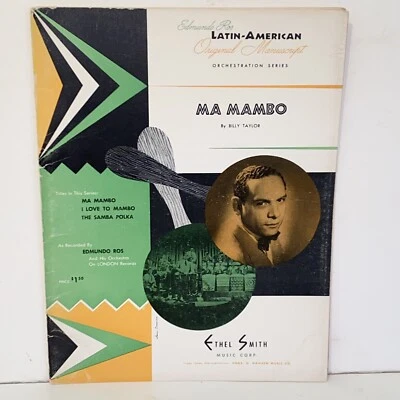 Edmundo Ros
LATIN-AMERICAN
Original Manuscript
ORCHESTRATION SERIES
MA MAMBO
By BILLY TAYLOR
Titles in This Series:
MA MAMBO
I LOVE TO MAMBO
THE SAMBA POLKA
As Recorded By
EDMUNDO ROS
And His Orchestra
On LONDON Records
PRICE $1.50
ETHEL SMITH
MUSIC CORP.